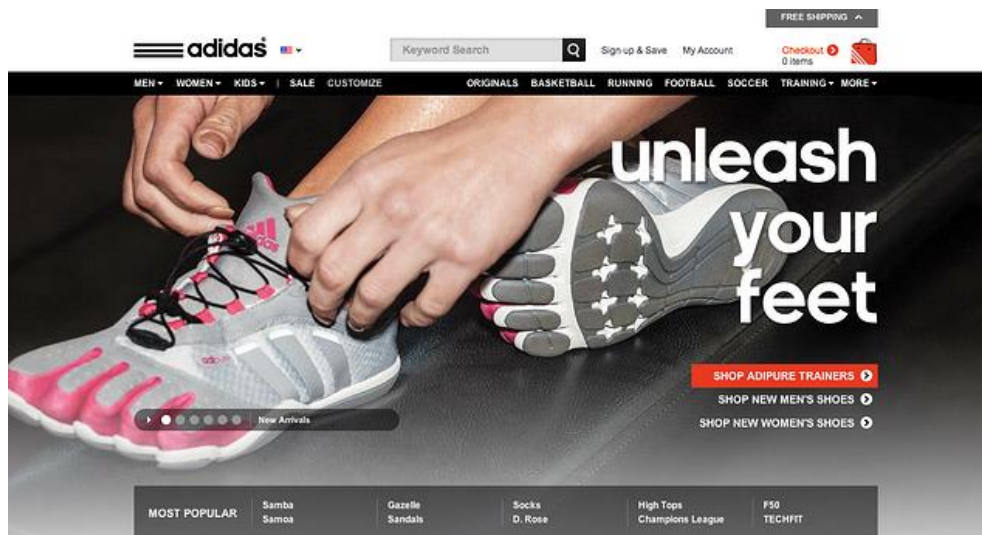 FREE SHIPPING
adidas
Keyword Search
Sign up & Save My Account
Checkout
0 items
MEN WOMEN KIDS | SALE CUSTOMIZE ORIGINALS BASKETBALL RUNNING FOOTBALL SOCCER TRAINING MORE
unleash
your
feet
adidas
SHOP ADIPURE TRAINERS
SHOP NEW MEN'S SHOES
SHOP NEW WOMEN'S SHOES
New Arrivals
MOST POPULAR
Samba
Samoa
Gazelle
Sandals
Socks
D. Rose
High Tops
Champions League
F50
TECHFIT